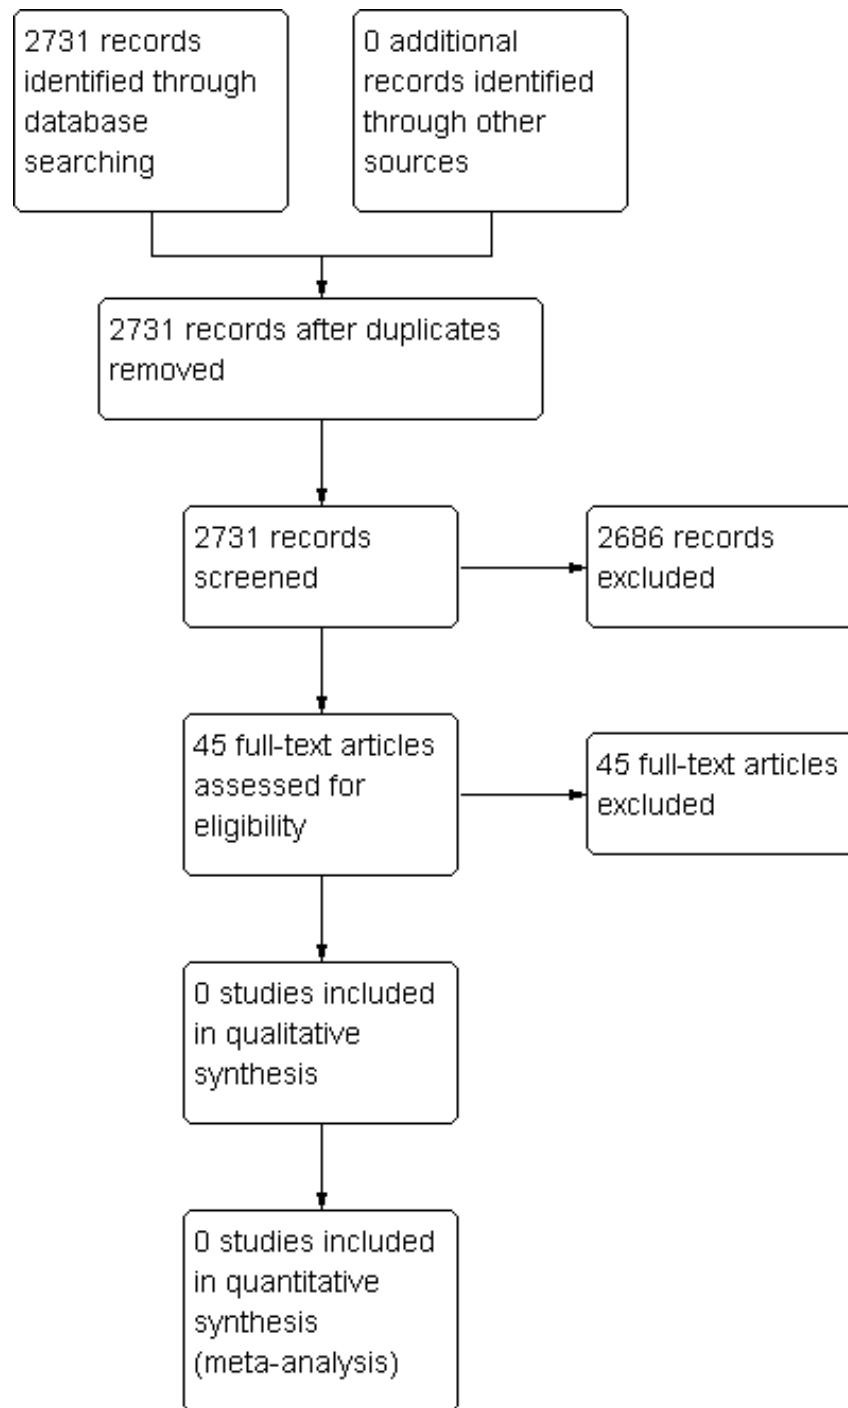 2731 records
identified through
database
searching
0 additional
records identified
through other
sources
2731 records after duplicates
removed
2731 records
screened
2686 records
excluded
45 full-text articles
assessed for
eligibility
45 full-text articles
excluded
0 studies included
in qualitative
synthesis
0 studies included
in quantitative
synthesis
(meta-analysis)